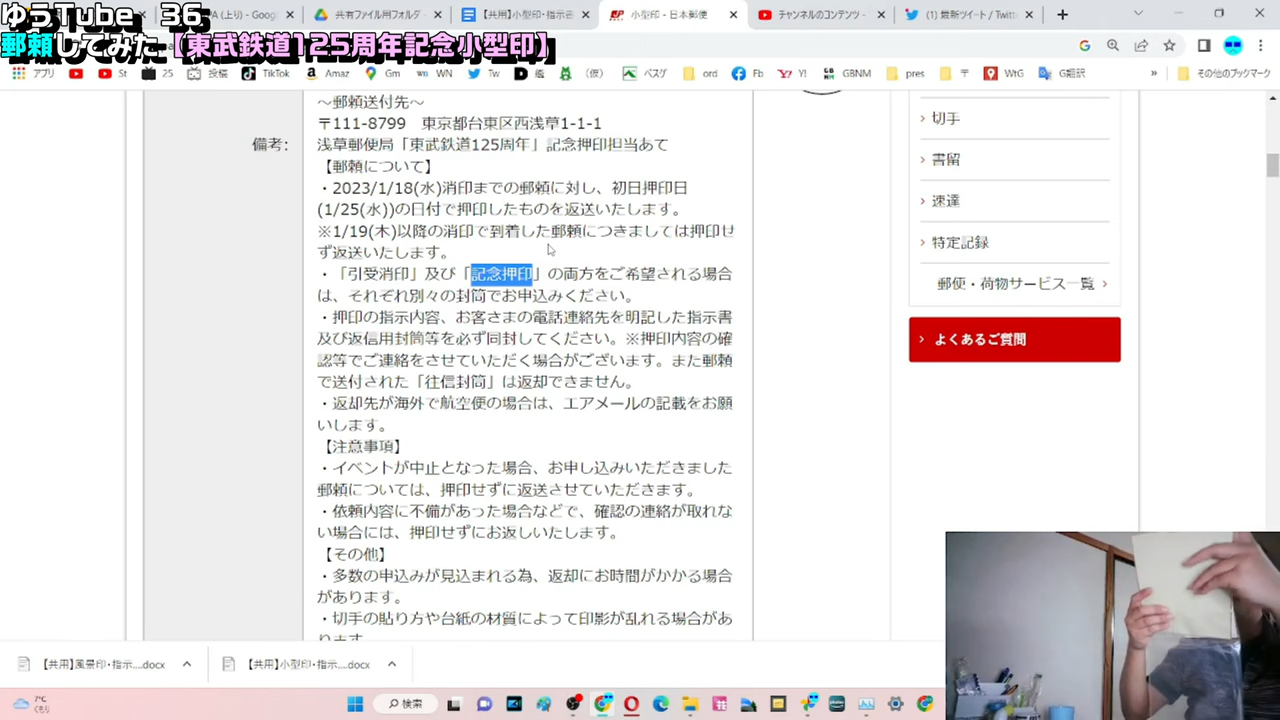 ゆうTube 36
郵頼してみた【東武鉄道125周年記念小型印】
PA (上り) - Goog
共有ファイル用フォルダ
【共用】小型印・指示書
小型印 - 日本郵便
チャンネルのコンテンツ -
(1) 最新ツイート / Twitt
アプリ
St
25
投稿
TikTok
Amaz
Gm
WN
Tw
艦
(仮)
ベスゲ
ord
Fb
Y!
GBNM
pres
〒
WtG
G翻訳
»
その他のブックマーク
備考:
～郵頼送付先～
〒111-8799 東京都台東区西浅草1-1-1
浅草郵便局「東武鉄道125周年」記念押印担当あて
【郵頼について】
・2023/1/18(水)消印までの郵頼に対し、初日押印日
(1/25(水))の日付で押印したものを返送いたします。
※1/19(木)以降の消印で到着した郵頼につきましては押印せ
ず返送いたします。
・「引受消印」及び「記念押印」の両方をご希望される場合
は、それぞれ別々の封筒でお申込みください。
・押印の指示内容、お客さまの電話連絡先を明記した指示書
及び返信用封筒等を必ず同封してください。※押印内容の確
認等でご連絡をさせていただく場合がございます。また郵頼
で送付された「往信封筒」は返却できません。
・返却先が海外で航空便の場合は、エアメールの記載をお願
いします。
【注意事項】
・イベントが中止となった場合、お申し込みいただきました
郵頼については、押印せずに返送させていただきます。
・依頼内容に不備があった場合などで、確認の連絡が取れな
い場合には、押印せずにお返しいたします。
【その他】
・多数の申込みが見込まれる為、返却にお時間がかかる場合
があります。
・切手の貼り方や台紙の材質によって印影が乱れる場合があ
ります。
切手
書留
速達
特定記録
郵便・荷物サービス一覧
よくあるご質問
【共用】風景印・指示....docx
【共用】小型印・指示....docx
7℃
くもり
検索